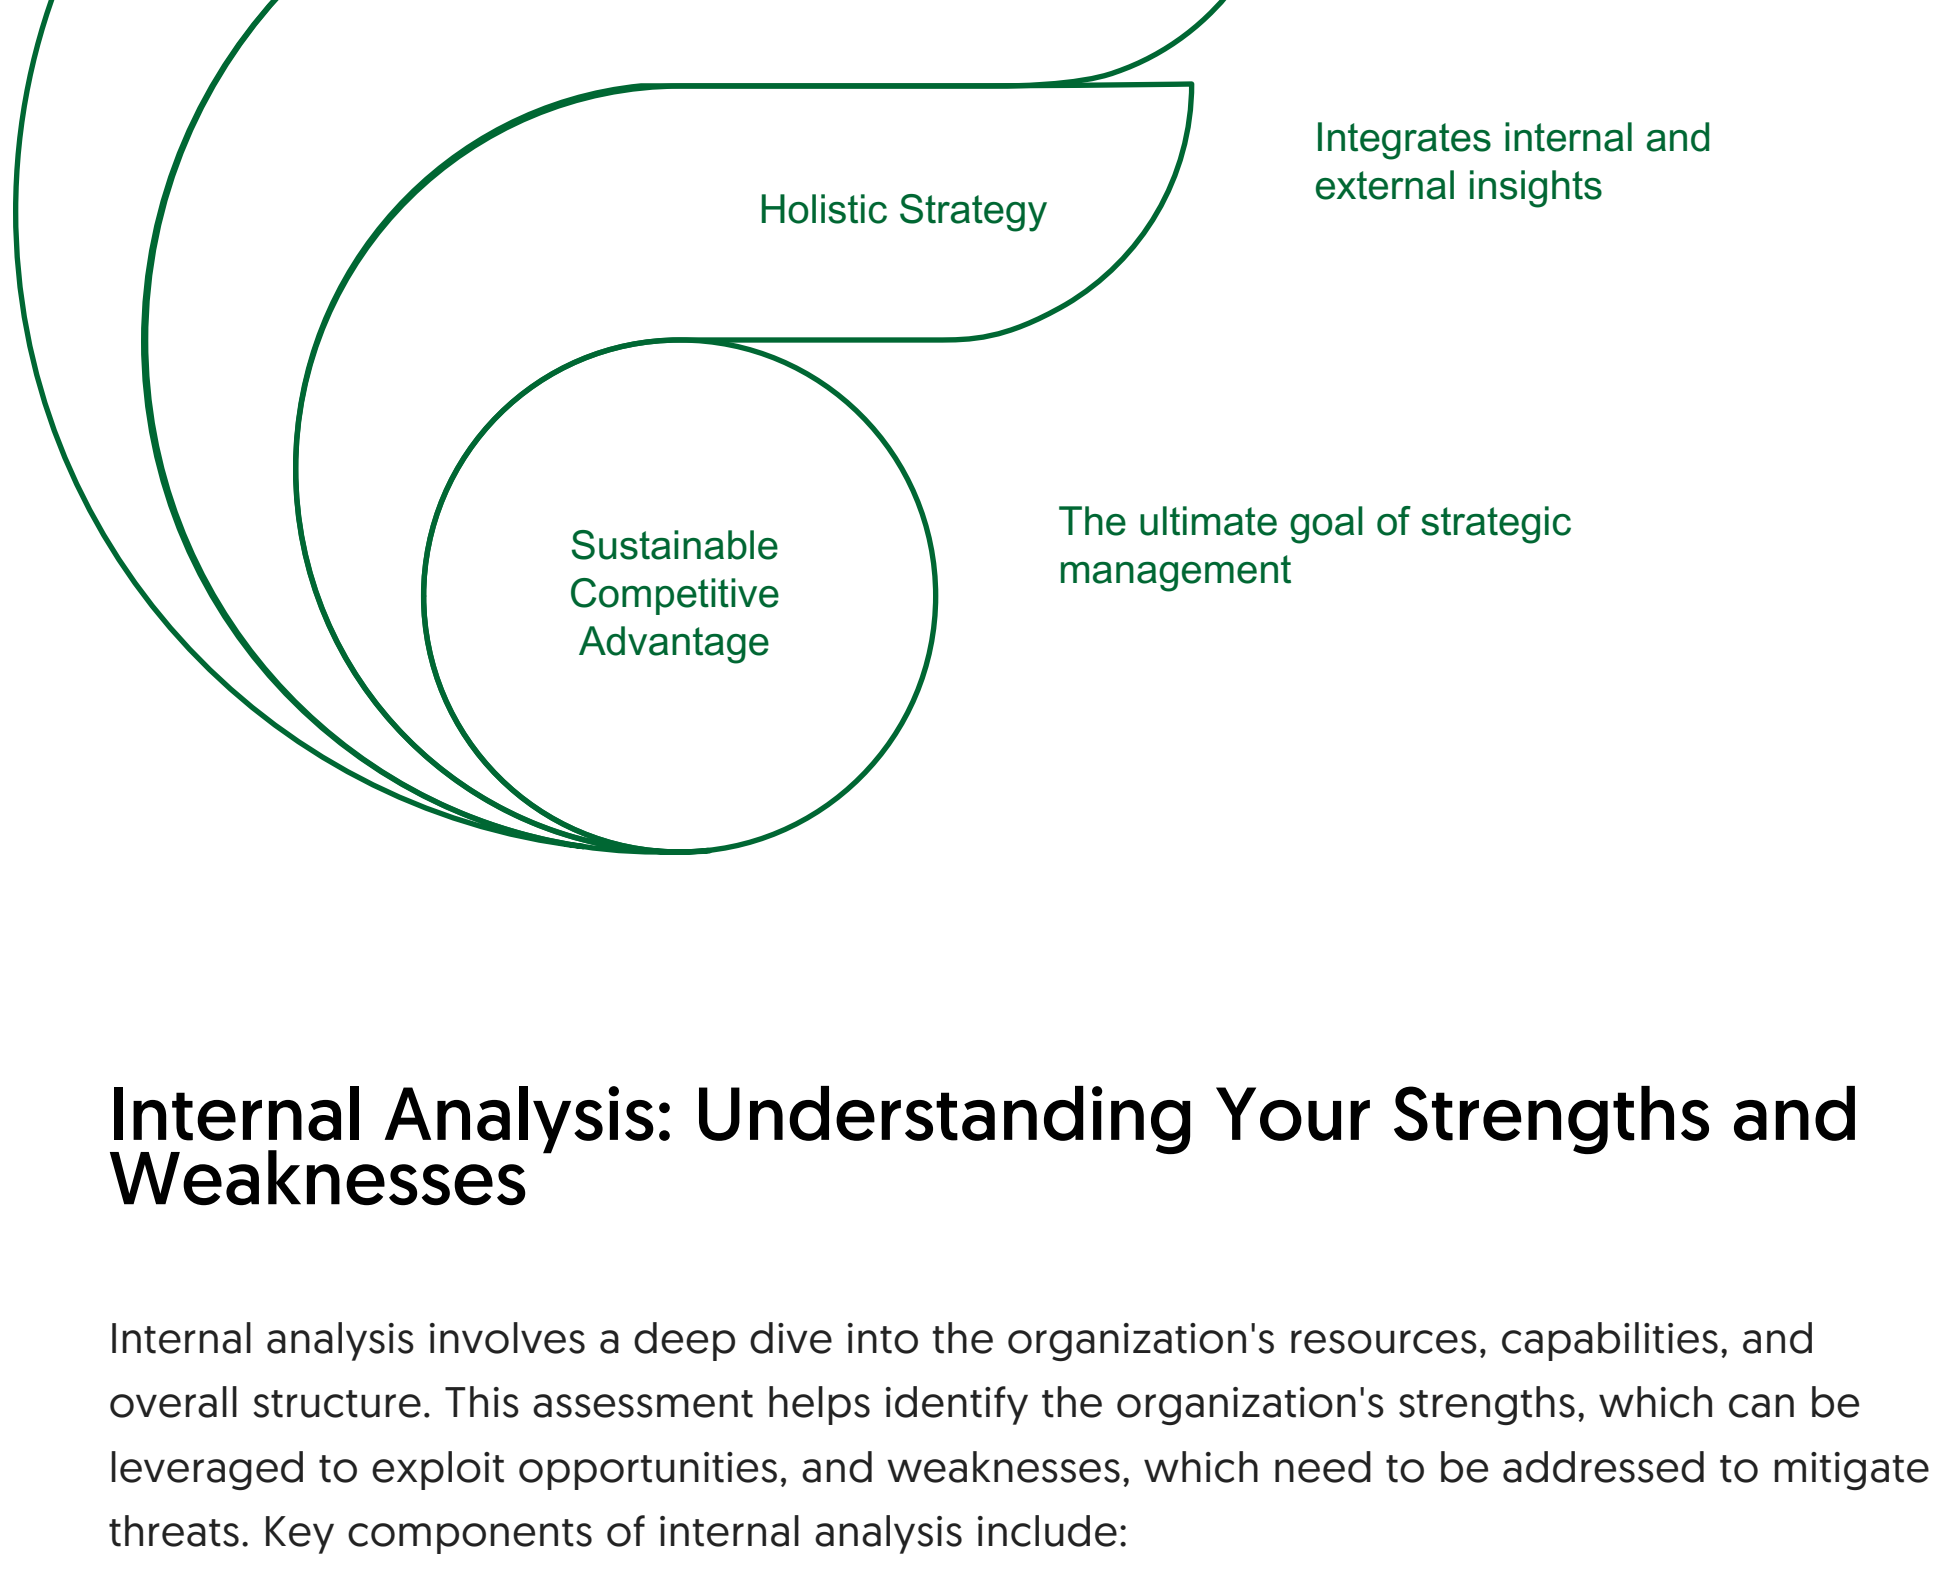 Integrates internal and
external insights
Holistic Strategy
The ultimate goal of strategic
management
Sustainable
Competitive
Advantage
Internal Analysis: Understanding Your Strengths and
Weaknesses
Internal analysis involves a deep dive into the organization's resources, capabilities, and
overall structure. This assessment helps identify the organization's strengths, which can be
leveraged to exploit opportunities, and weaknesses, which need to be addressed to mitigate
threats. Key components of internal analysis include: